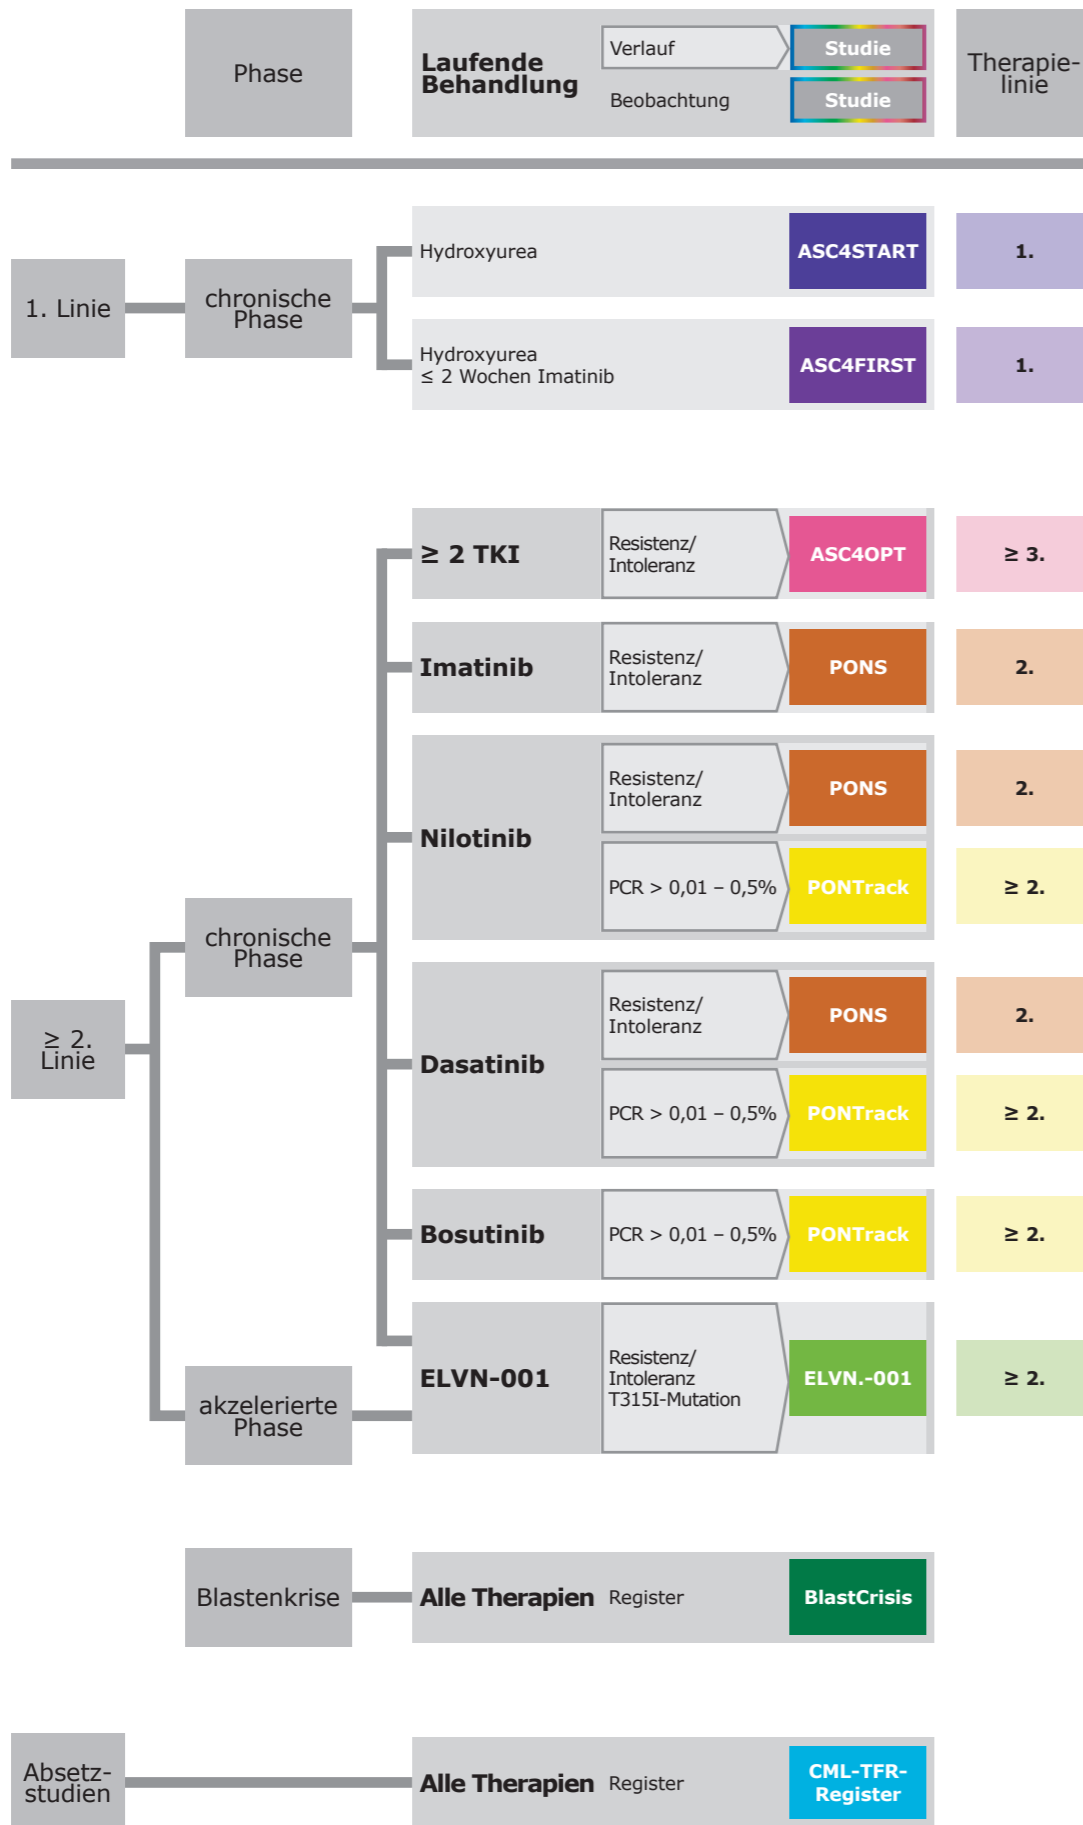 Phase
Laufende
Behandlung
Verlauf
Studie
Beobachtung
Studie
Therapie-
linie
1. Linie
chronische
Phase
Hydroxyurea
ASC4START
1.
Hydroxyurea
≤ 2 Wochen Imatinib
ASC4FIRST
1.
≥ 2.
Linie
chronische
Phase
≥ 2 TKI
Resistenz/
Intoleranz
ASC4OPT
≥ 3.
Imatinib
Resistenz/
Intoleranz
PONS
2.
Nilotinib
Resistenz/
Intoleranz
PONS
2.
PCR > 0,01 – 0,5%
PONTrack
≥ 2.
Dasatinib
Resistenz/
Intoleranz
PONS
2.
PCR > 0,01 – 0,5%
PONTrack
≥ 2.
Bosutinib
PCR > 0,01 – 0,5%
PONTrack
≥ 2.
akzelerierte
Phase
ELVN-001
Resistenz/
Intoleranz
T315I-Mutation
ELVN.-001
≥ 2.
Blastenkrise
Alle Therapien
Register
BlastCrisis
Absetz-
studien
Alle Therapien
Register
CML-TFR-
Register